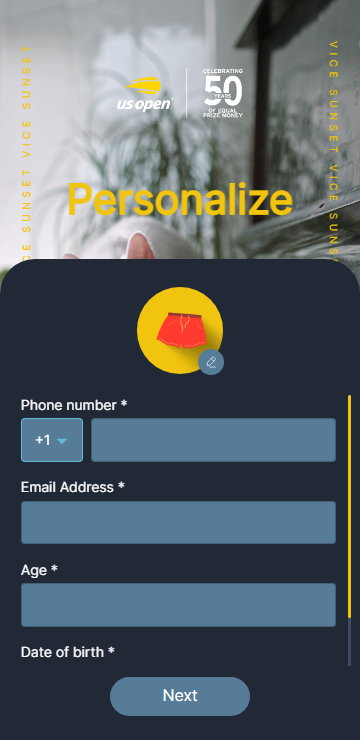 CELEBRATING
us open
50
YEARS
OF EQUAL
PRIZE MONEY
VICE SUNSET VICE SUNSET
VICE SUNSET VICE SUNSET
Personalize
Phone number *
+1
Email Address *
Age *
Date of birth *
Next